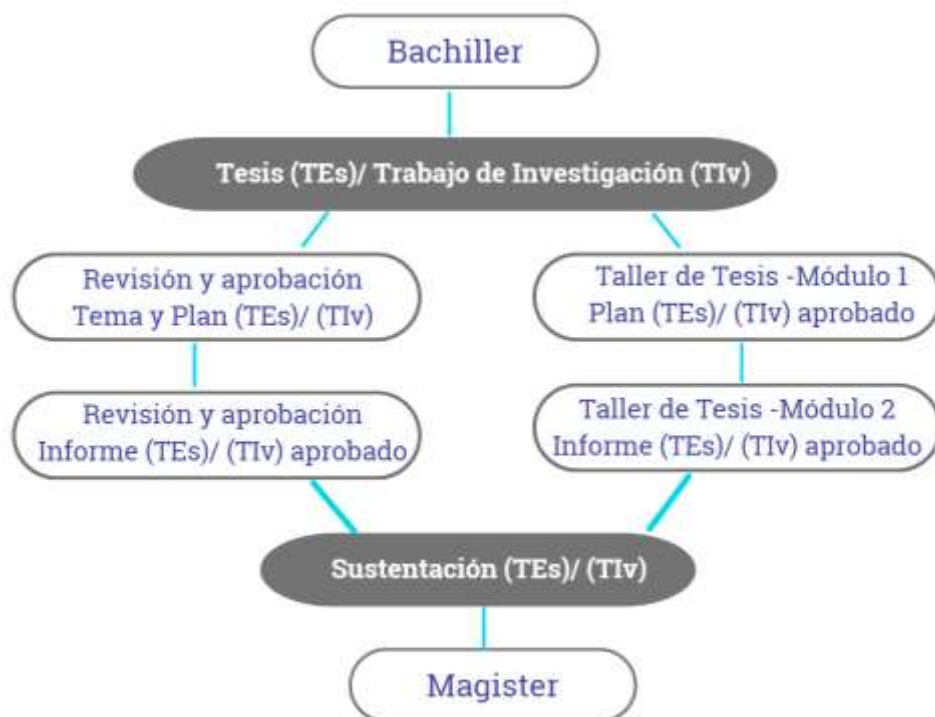 Bachiller
Tesis (TEs)/ Trabajo de Investigación (TIv)
Revisión y aprobación
Tema y Plan (TEs)/ (TIv)
Taller de Tesis -Módulo 1
Plan (TEs)/ (TIv) aprobado
Revisión y aprobación
Informe (TEs)/ (TIv) aprobado
Taller de Tesis -Módulo 2
Informe (TEs)/ (TIv) aprobado
Sustentación (TEs)/ (TIv)
Magister